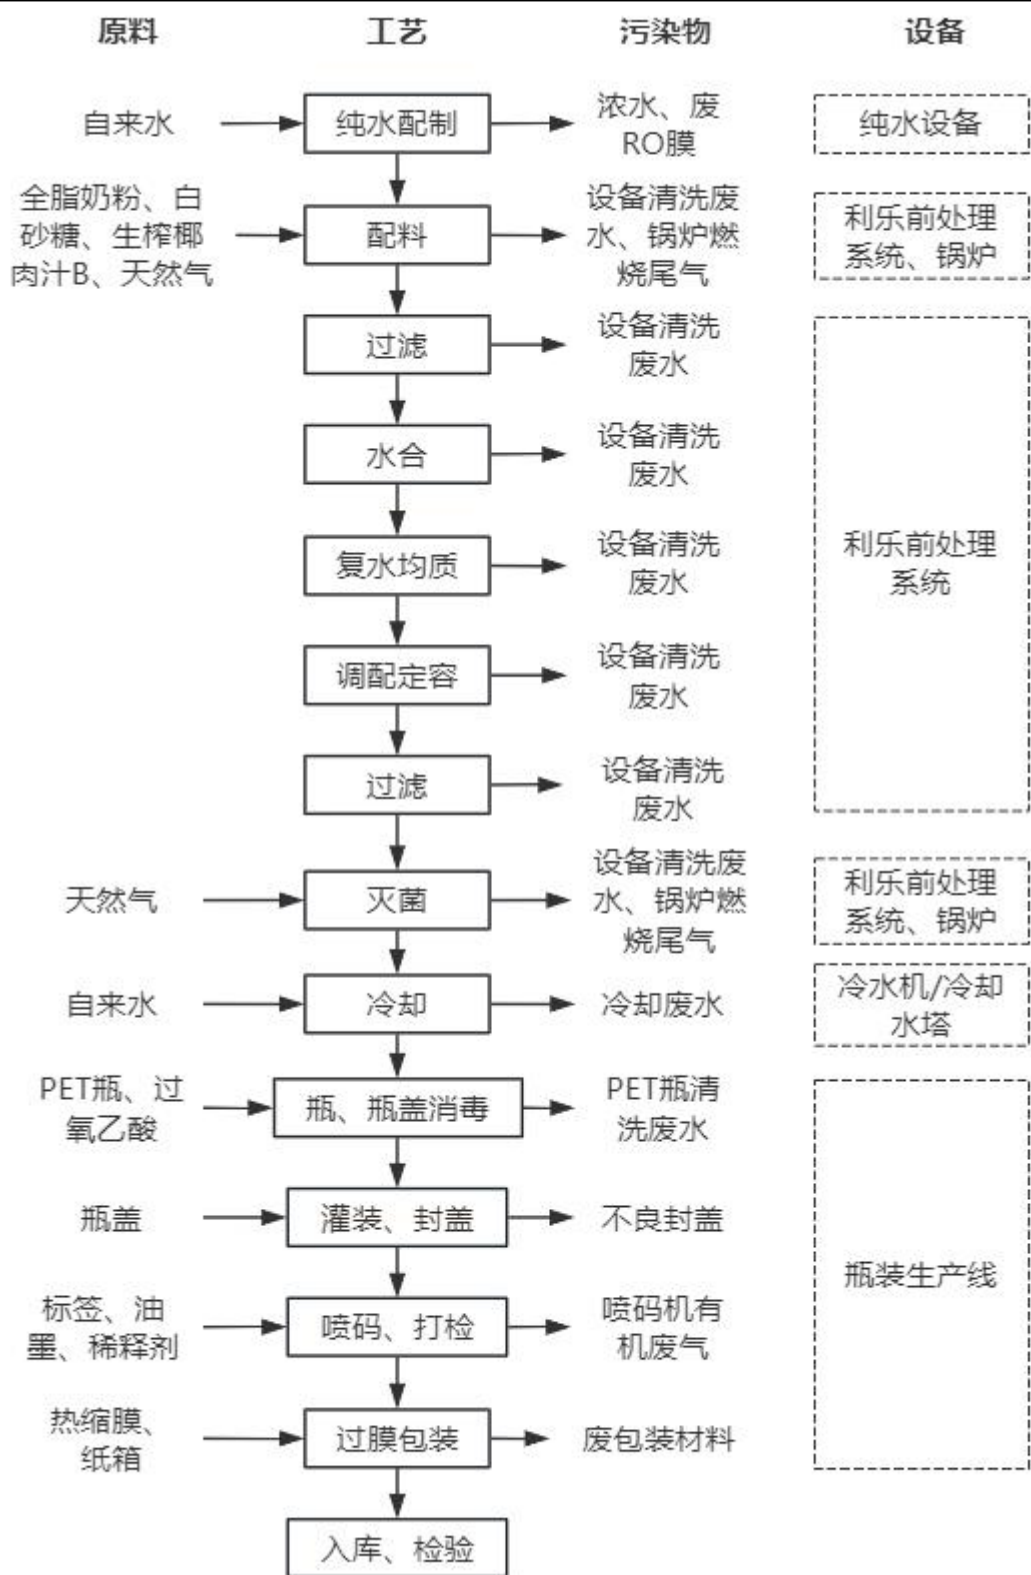 原料 工艺 污染物 设备
自来水 纯水配制 浓水、废
RO膜 纯水设备
全脂奶粉、白
砂糖、生榨椰
肉汁B、天然气 配料 设备清洗废
水、锅炉燃
烧尾气 利乐前处理
系统、锅炉
过滤 设备清洗
废水
水合 设备清洗
废水
复水均质 设备清洗
废水 利乐前处理
系统
调配定容 设备清洗
废水
过滤 设备清洗
废水
天然气 灭菌 设备清洗废
水、锅炉燃
烧尾气 利乐前处理
系统、锅炉
自来水 冷却 冷却废水 冷水机/冷却
水塔
PET瓶、过
氧乙酸 瓶、瓶盖消毒 PET瓶清
洗废水
瓶盖 灌装、封盖 不良封盖
瓶装生产线
标签、油
墨、稀释剂 喷码、打检 喷码机有
机废气
热缩膜、
纸箱 过膜包装 废包装材料
入库、检验